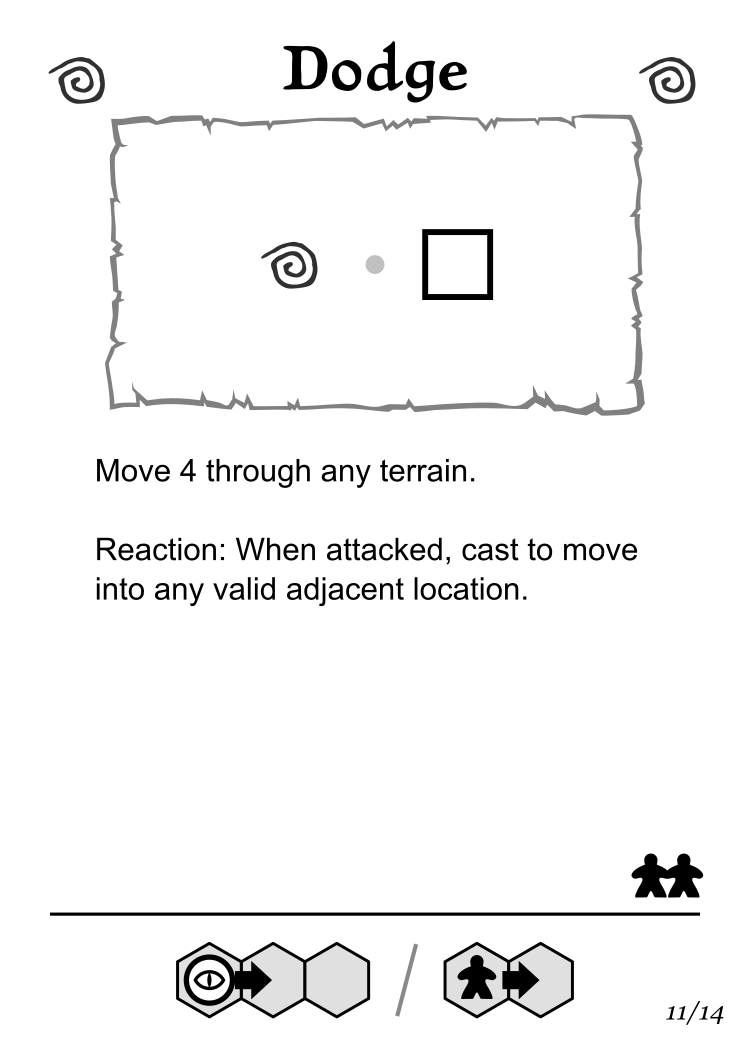 Dodge
Move 4 through any terrain.
Reaction: When attacked, cast to move
into any valid adjacent location.
11/14